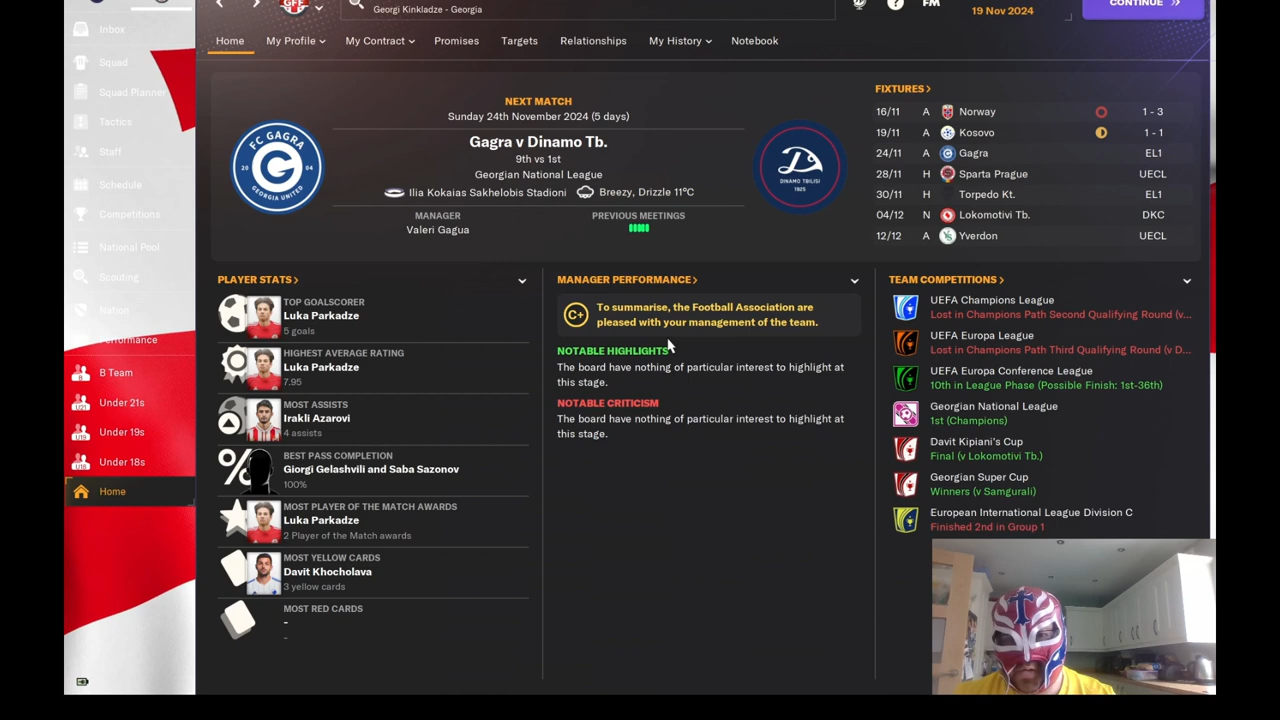 Georgi Kinkladze - Georgia
FM
19 Nov 2024
CONTINUE
Home
My Profile
My Contract
Promises
Targets
Relationships
My History
Notebook
Inbox
Squad
Squad Planner
Tactics
Staff
Schedule
Competitions
National Pool
Scouting
Nation
Performance
B Team
Under 21s
Under 19s
Under 18s
Home
NEXT MATCH
Sunday 24th November 2024 (5 days)
Gagra v Dinamo Tb.
9th vs 1st
Georgian National League
Ilia Kokaias Sakhelobis Stadioni
Breezy, Drizzle 11°C
MANAGER
Valeri Gagua
PREVIOUS MEETINGS
FC GAGRA
20 04
GEORGIA UNITED
DINAMO TBILISI
1925
FIXTURES
16/11 A Norway 1 - 3
19/11 A Kosovo 1 - 1
24/11 A Gagra EL1
28/11 H Sparta Prague UECL
30/11 H Torpedo Kt. EL1
04/12 N Lokomotivi Tb. DKC
12/12 A Yverdon UECL
PLAYER STATS
TOP GOALSCORER
Luka Parkadze
5 goals
HIGHEST AVERAGE RATING
Luka Parkadze
7.95
MOST ASSISTS
Irakli Azarovi
4 assists
BEST PASS COMPLETION
Giorgi Gelashvili and Saba Sazonov
100%
MOST PLAYER OF THE MATCH AWARDS
Luka Parkadze
2 Player of the Match awards
MOST YELLOW CARDS
Davit Khocholava
3 yellow cards
MOST RED CARDS
-
-
MANAGER PERFORMANCE
C+
To summarise, the Football Association are
pleased with your management of the team.
NOTABLE HIGHLIGHTS
The board have nothing of particular interest to highlight at
this stage.
NOTABLE CRITICISM
The board have nothing of particular interest to highlight at
this stage.
TEAM COMPETITIONS
UEFA Champions League
Lost in Champions Path Second Qualifying Round (v...
UEFA Europa League
Lost in Champions Path Third Qualifying Round (v D...
UEFA Europa Conference League
10th in League Phase (Possible Finish: 1st-36th)
Georgian National League
1st (Champions)
Davit Kipiani's Cup
Final (v Lokomotivi Tb.)
Georgian Super Cup
Winners (v Samgurali)
European International League Division C
Finished 2nd in Group 1